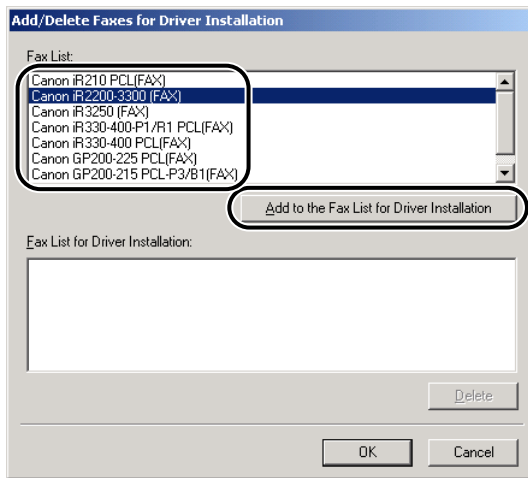 Add/Delete Faxes for Driver Installation
Fax List:
Canon iR210 PCL(FAX)
Canon iR2200-3300 (FAX)
Canon iR3250 (FAX)
Canon iR330-400-P1/R1 PCL(FAX)
Canon iR330-400 PCL(FAX)
Canon GP200-225 PCL(FAX)
Canon GP200-215 PCL-P3/B1(FAX)
Add to the Fax List for Driver Installation
Fax List for Driver Installation:
Delete
OK Cancel